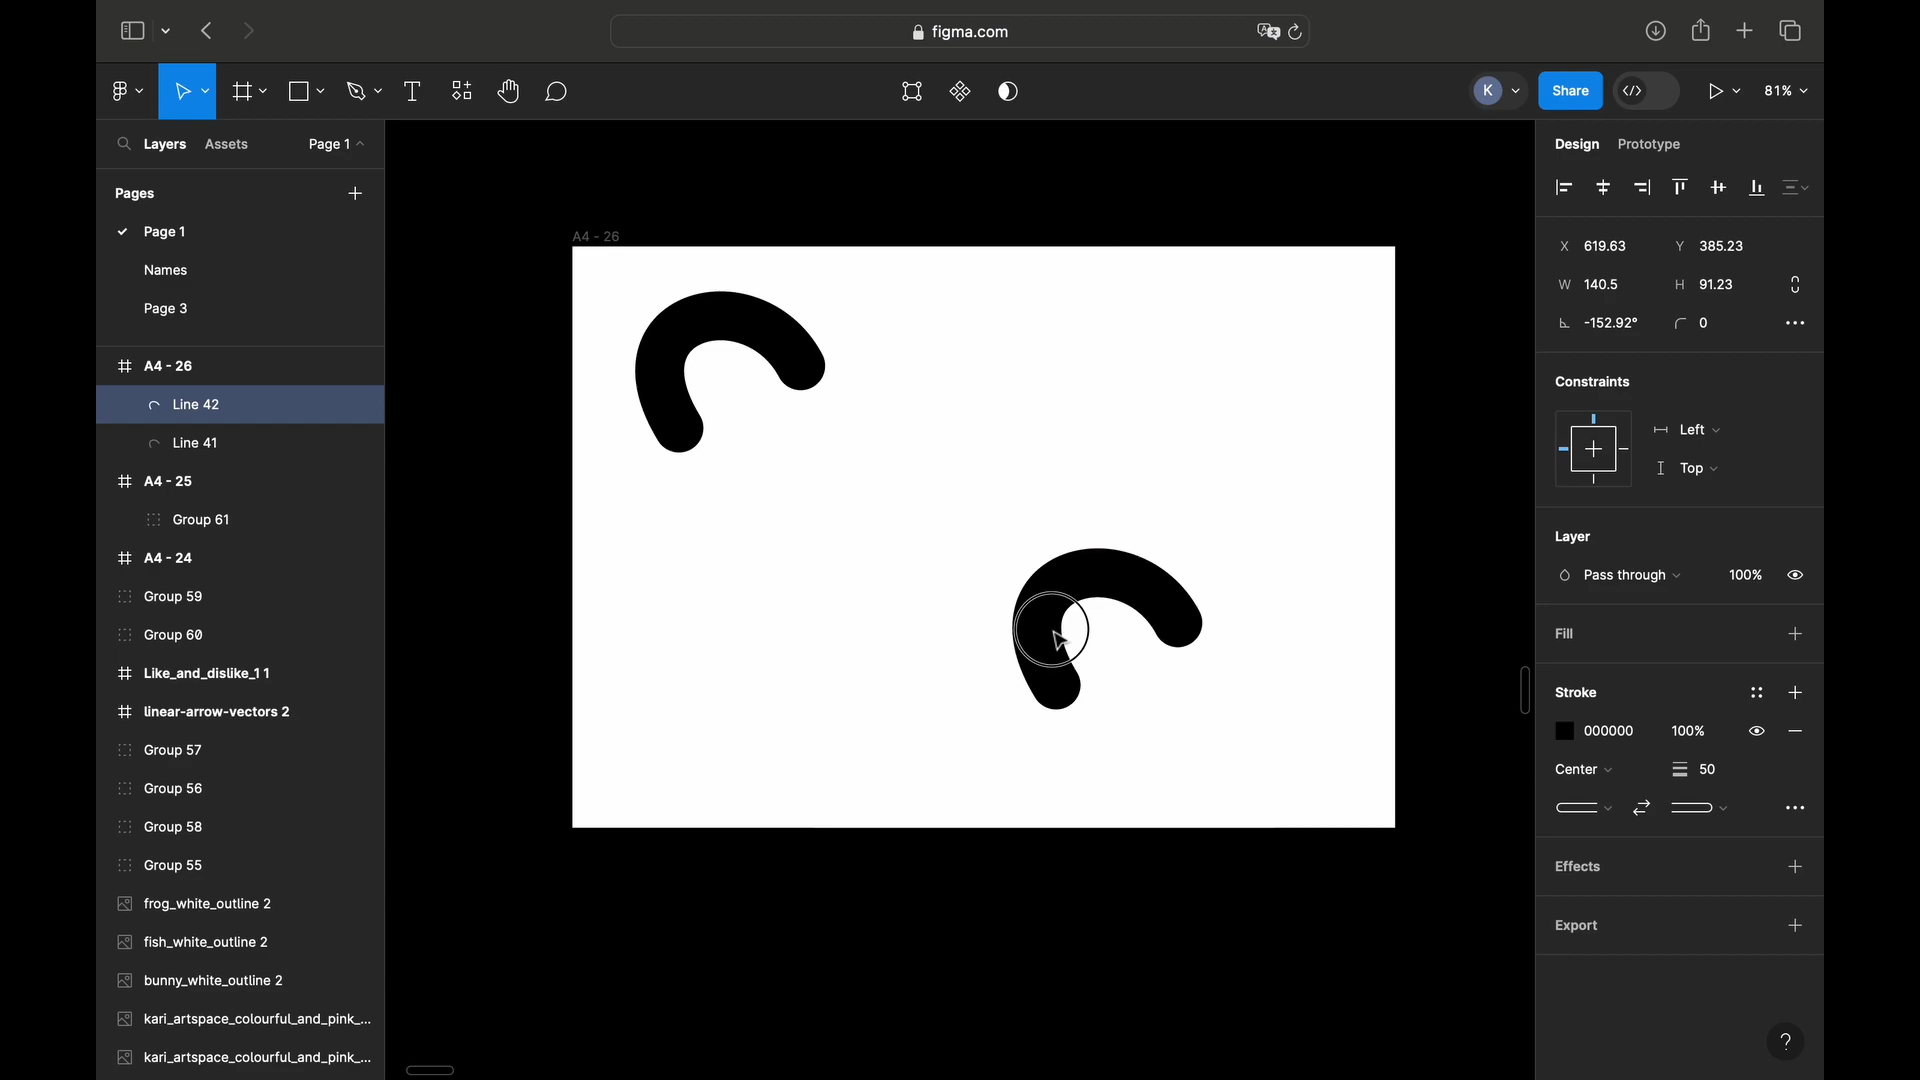 figma.com
K
Share
81%
Layers
Assets
Page 1
Pages
Page 1
Names
Page 3
A4 - 26
Line 42
Line 41
A4 - 25
Group 61
A4 - 24
Group 59
Group 60
Like_and_dislike_1 1
linear-arrow-vectors 2
Group 57
Group 56
Group 58
Group 55
frog_white_outline 2
fish_white_outline 2
bunny_white_outline 2
kari_artspace_colourful_and_pink_...
kari_artspace_colourful_and_pink_...
A4 - 26
Design
Prototype
X 619.63
Y 385.23
W 140.5
H 91.23
-152.92°
0
Constraints
Left
Top
Layer
Pass through
100%
Fill
Stroke
000000
100%
Center
50
Effects
Export
?